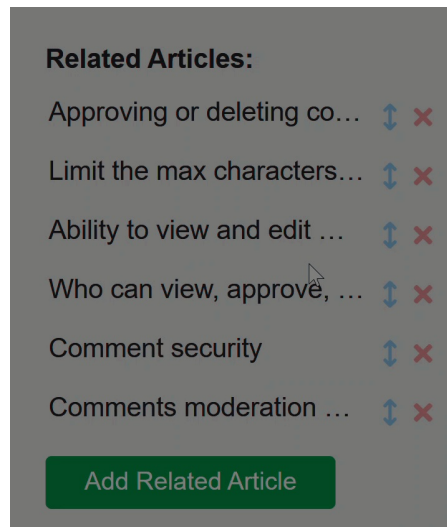 Related Articles:
Approving or deleting co...
Limit the max characters...
Ability to view and edit ...
Who can view, approve, ...
Comment security
Comments moderation ...
Add Related Article